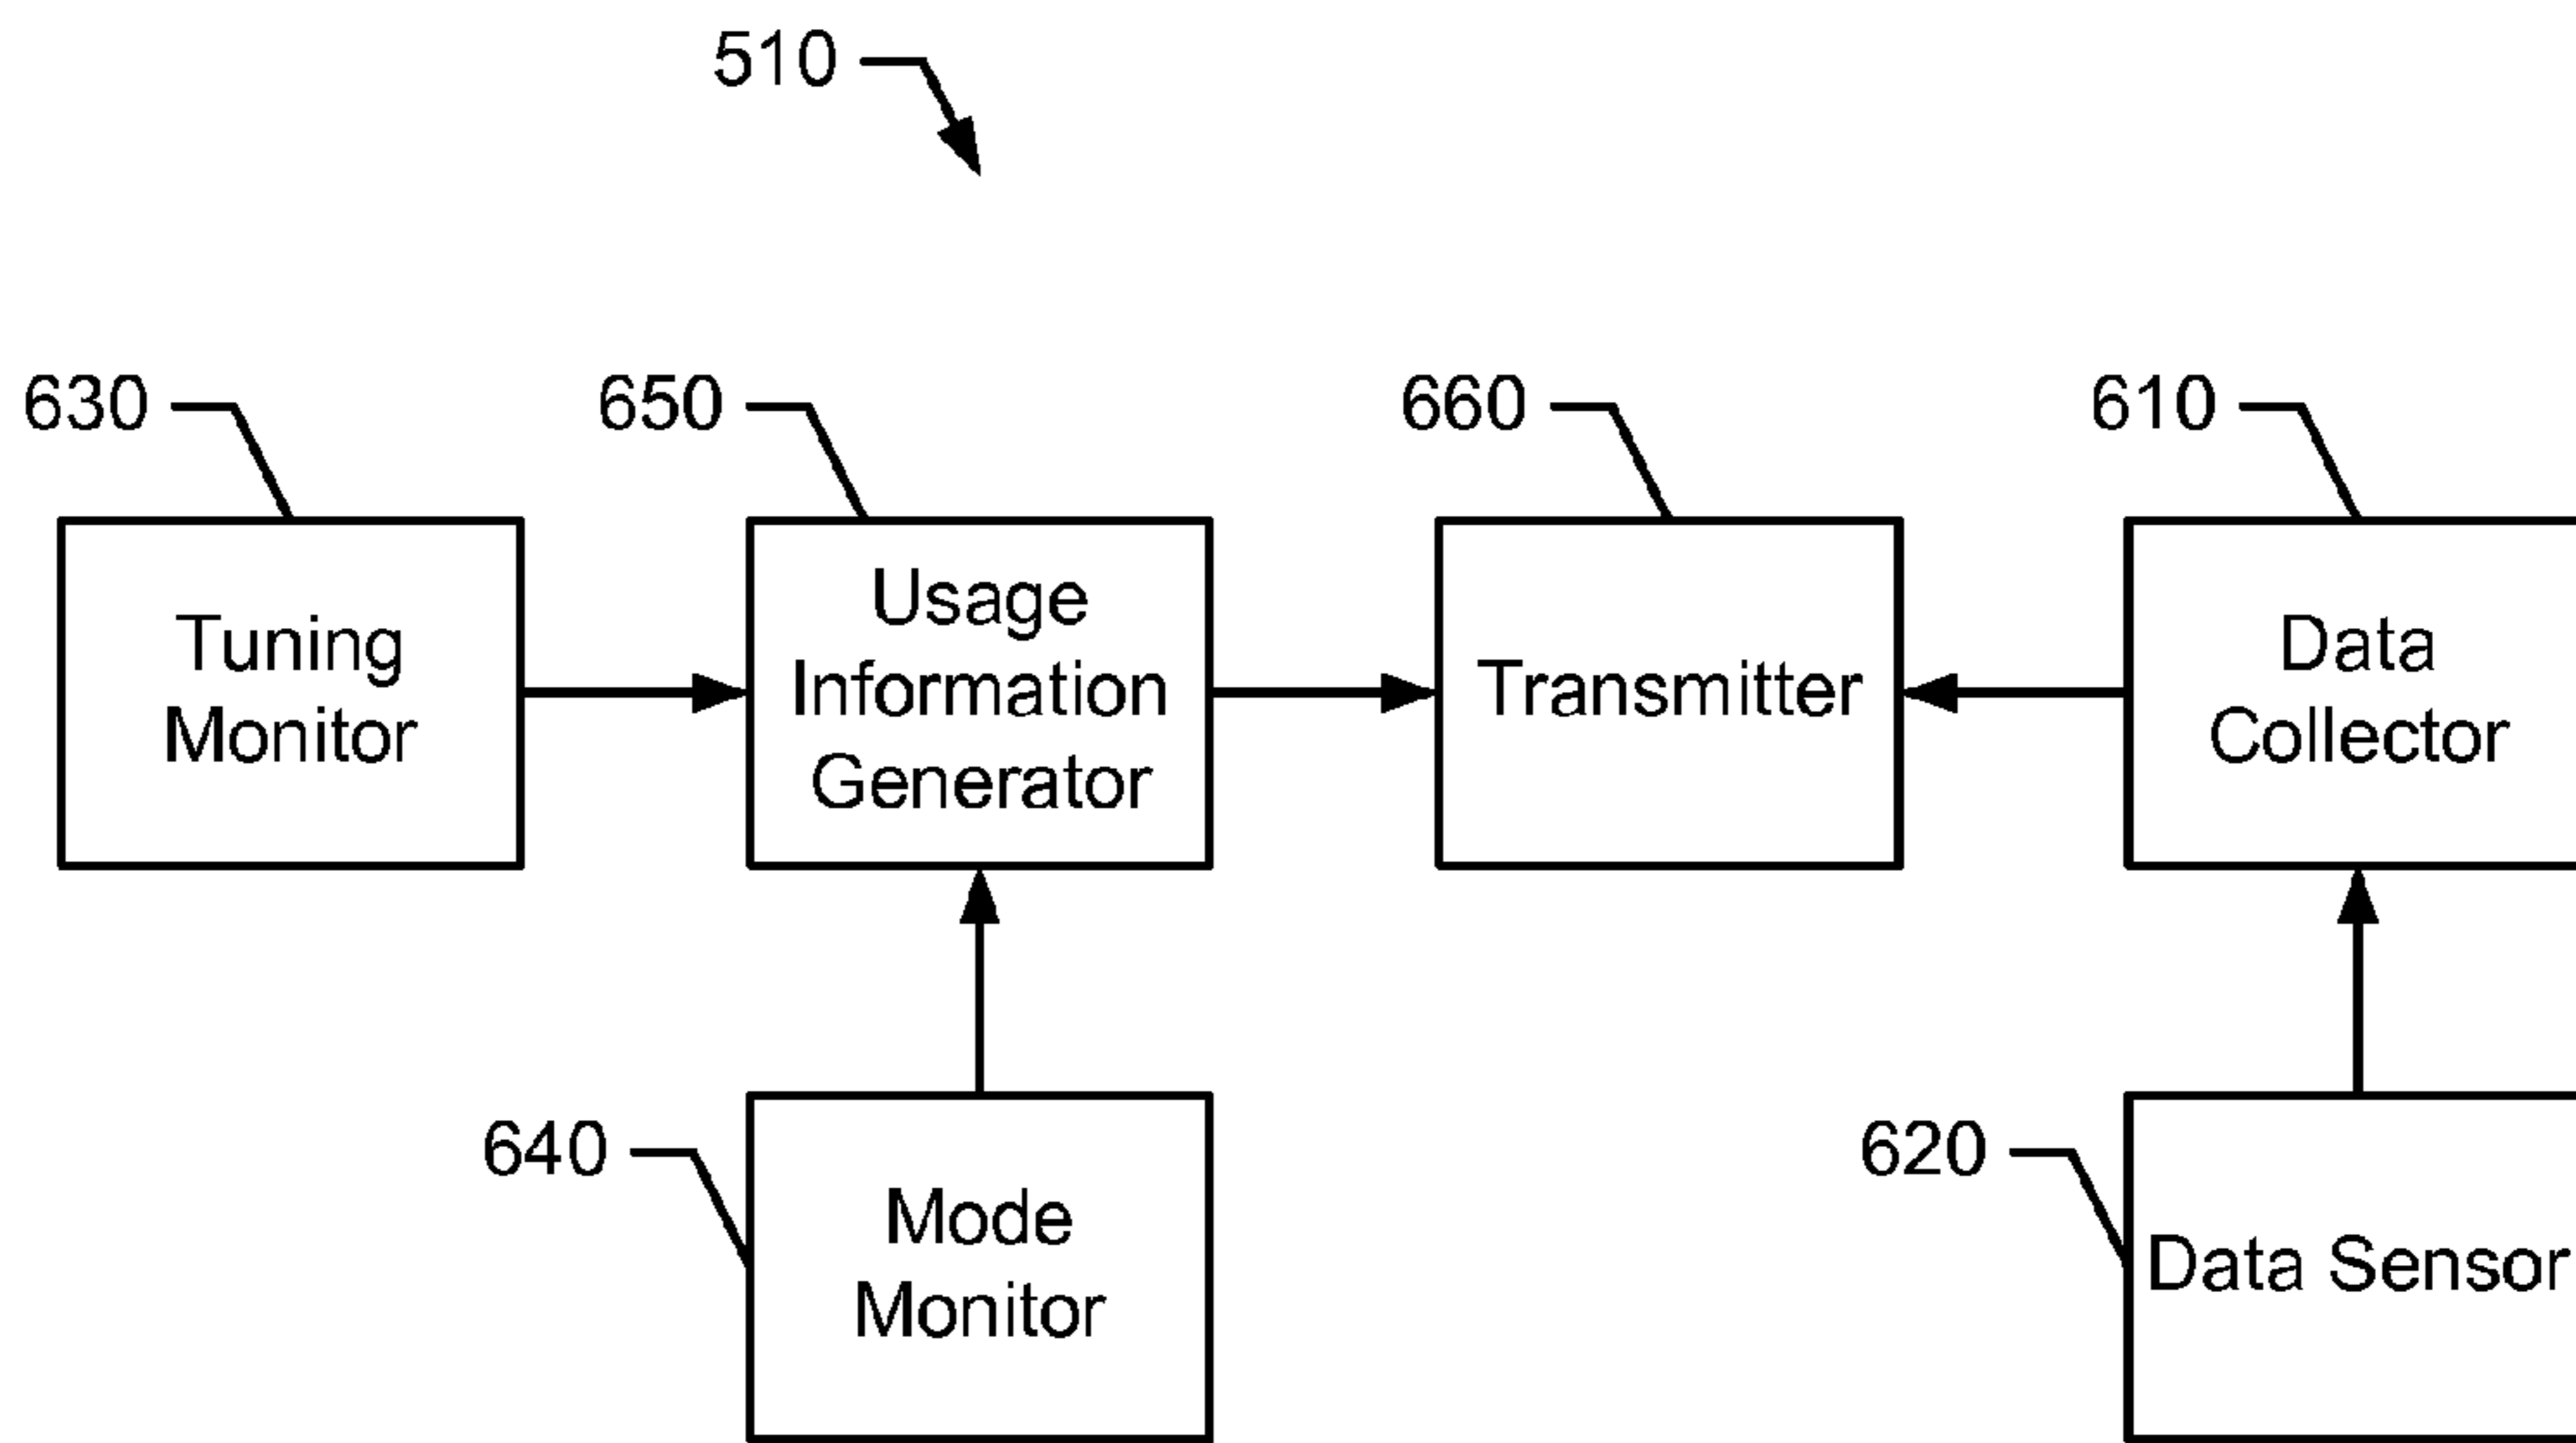 510
630
650
660
610
Tuning
Monitor
Usage
Information
Generator
Transmitter
Data
Collector
640
Mode
Monitor
620
Data Sensor